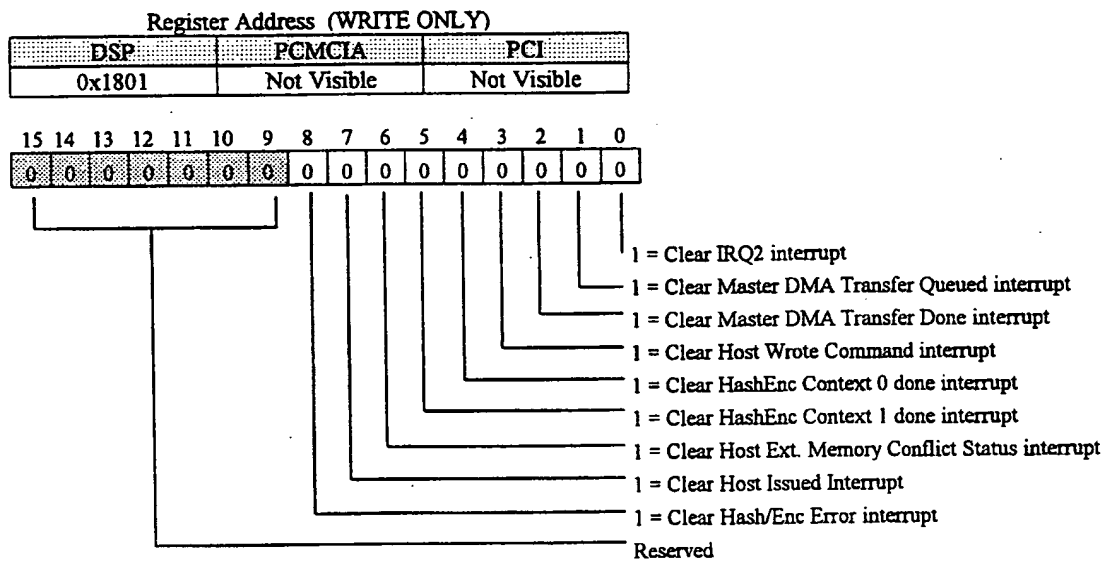 Register Address (WRITE ONLY)
DSP PCMCIA PCI
0x1801 Not Visible Not Visible
15 14 13 12 11 10 9 8 7 6 5 4 3 2 1 0
0 0 0 0 0 0 0 0 0 0 0 0 0 0 0 0
1 = Clear IRQ2 interrupt
1 = Clear Master DMA Transfer Queued interrupt
1 = Clear Master DMA Transfer Done interrupt
1 = Clear Host Wrote Command interrupt
1 = Clear HashEnc Context 0 done interrupt
1 = Clear HashEnc Context 1 done interrupt
1 = Clear Host Ext. Memory Conflict Status interrupt
1 = Clear Host Issued Interrupt
1 = Clear Hash/Enc Error interrupt
Reserved